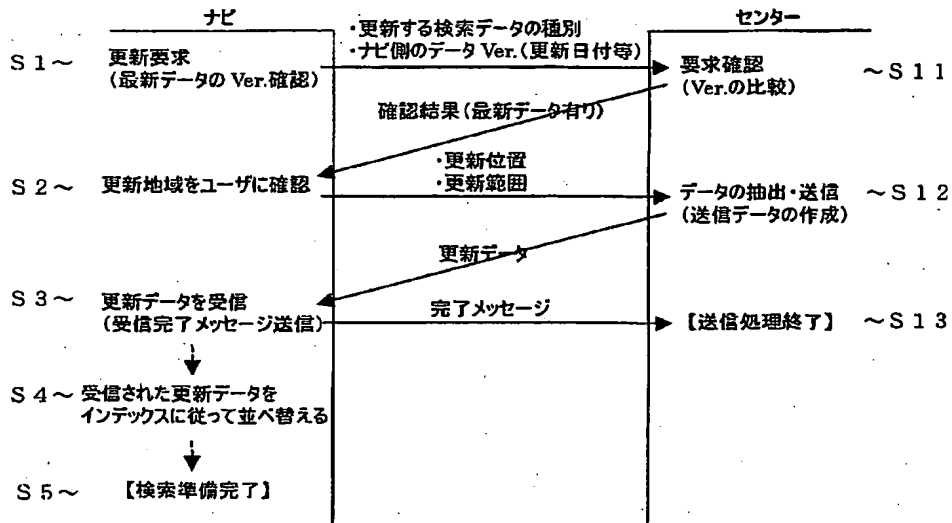 ナビ
センター
・更新する検索データの種別
・ナビ側のデータ Ver.(更新日付等)
S1~
更新要求
(最新データの Ver.確認)
要求確認
(Ver.の比較)
~S11
確認結果(最新データ有り)
・更新位置
・更新範囲
S2~
更新地域をユーザに確認
データの抽出・送信
(送信データの作成)
~S12
更新データ
S3~
更新データを受信
(受信完了メッセージ送信)
完了メッセージ
【送信処理終了】
~S13
S4~
受信された更新データを
インデックスに従って並べ替える
S5~
【検索準備完了】